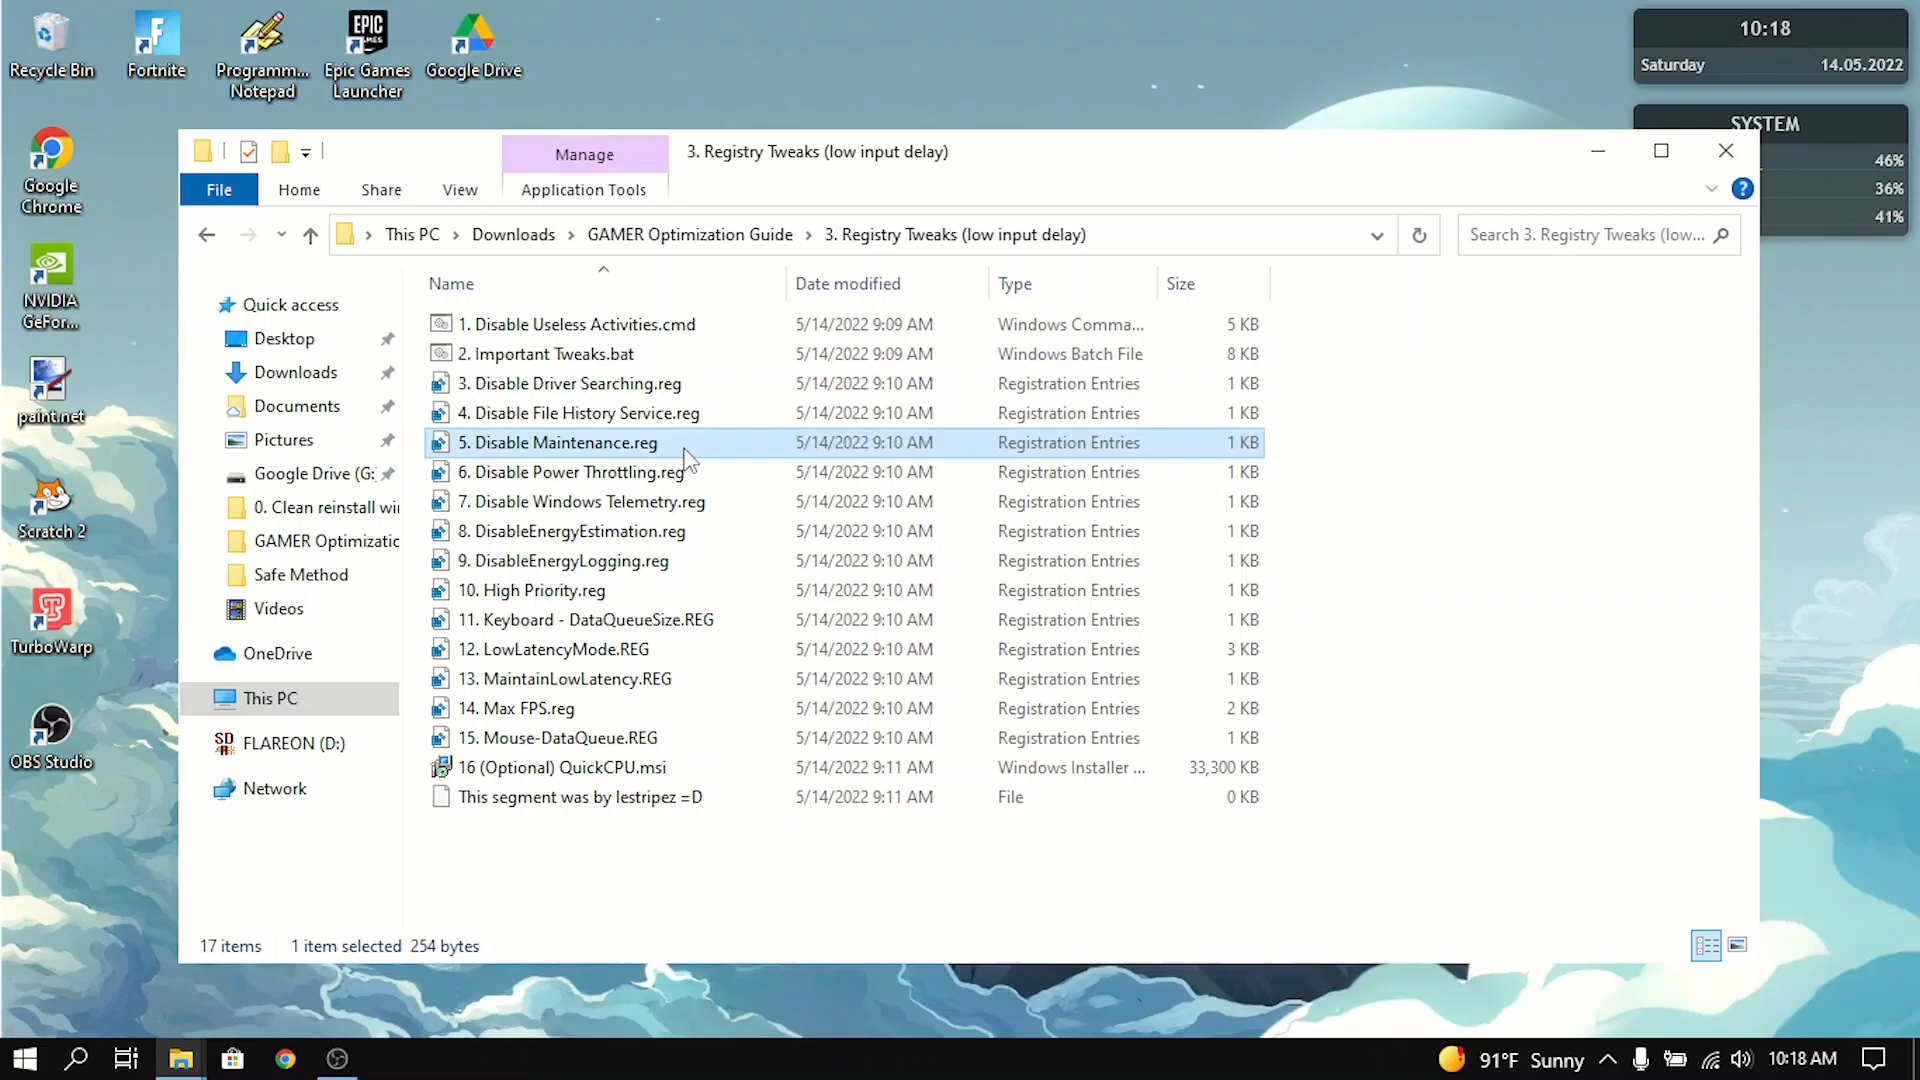 Recycle Bin
Fortnite
Programm...
Notepad
EPIC
GAMES
Epic Games
Launcher
Google Drive
10:18
Saturday 14.05.2022
SYSTEM
46%
36%
41%
Google
Chrome
NVIDIA
GeFor...
paint.net
Scratch 2
TurboWarp
OBS Studio
Manage
3. Registry Tweaks (low input delay)
File Home Share View Application Tools
This PC Downloads GAMER Optimization Guide 3. Registry Tweaks (low input delay)
Search 3. Registry Tweaks (low...
Name Date modified Type Size
Quick access
Desktop
Downloads
Documents
Pictures
Google Drive (G:
0. Clean reinstall wi
GAMER Optimizatic
Safe Method
Videos
OneDrive
This PC
FLAREON (D:)
Network
1. Disable Useless Activities.cmd 5/14/2022 9:09 AM Windows Comma... 5 KB
2. Important Tweaks.bat 5/14/2022 9:09 AM Windows Batch File 8 KB
3. Disable Driver Searching.reg 5/14/2022 9:10 AM Registration Entries 1 KB
4. Disable File History Service.reg 5/14/2022 9:10 AM Registration Entries 1 KB
5. Disable Maintenance.reg 5/14/2022 9:10 AM Registration Entries 1 KB
6. Disable Power Throttling.reg 5/14/2022 9:10 AM Registration Entries 1 KB
7. Disable Windows Telemetry.reg 5/14/2022 9:10 AM Registration Entries 1 KB
8. DisableEnergyEstimation.reg 5/14/2022 9:10 AM Registration Entries 1 KB
9. DisableEnergyLogging.reg 5/14/2022 9:10 AM Registration Entries 1 KB
10. High Priority.reg 5/14/2022 9:10 AM Registration Entries 1 KB
11. Keyboard - DataQueueSize.REG 5/14/2022 9:10 AM Registration Entries 1 KB
12. LowLatencyMode.REG 5/14/2022 9:10 AM Registration Entries 3 KB
13. MaintainLowLatency.REG 5/14/2022 9:10 AM Registration Entries 1 KB
14. Max FPS.reg 5/14/2022 9:10 AM Registration Entries 2 KB
15. Mouse-DataQueue.REG 5/14/2022 9:10 AM Registration Entries 1 KB
16 (Optional) QuickCPU.msi 5/14/2022 9:11 AM Windows Installer ... 33,300 KB
This segment was by lestripez =D 5/14/2022 9:11 AM File 0 KB
17 items 1 item selected 254 bytes
91°F Sunny 10:18 AM